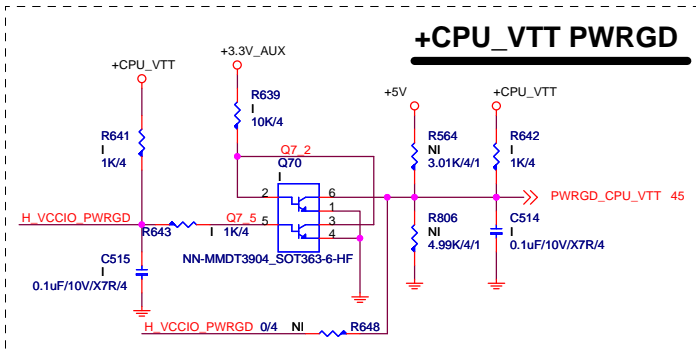 +CPU_VTT PWRGD
+3.3V_AUX
+CPU_VTT
R639
I
10K/4
+5V
+CPU_VTT
R641
I
1K/4
R564
NI
3.01K/4/1
R642
I
1K/4
Q7_2
Q70
I
2
6
1
PWRGD_CPU_VTT 45
H_VCCIO_PWRGD
Q7_5
5
3
4
R643
I
1K/4
R806
NI
4.99K/4/1
C514
I
0.1uF/10V/X7R/4
NN-MMDT3904_SOT363-6-HF
C515
I
0.1uF/10V/X7R/4
H_VCCIO_PWRGD 0/4 NI R648